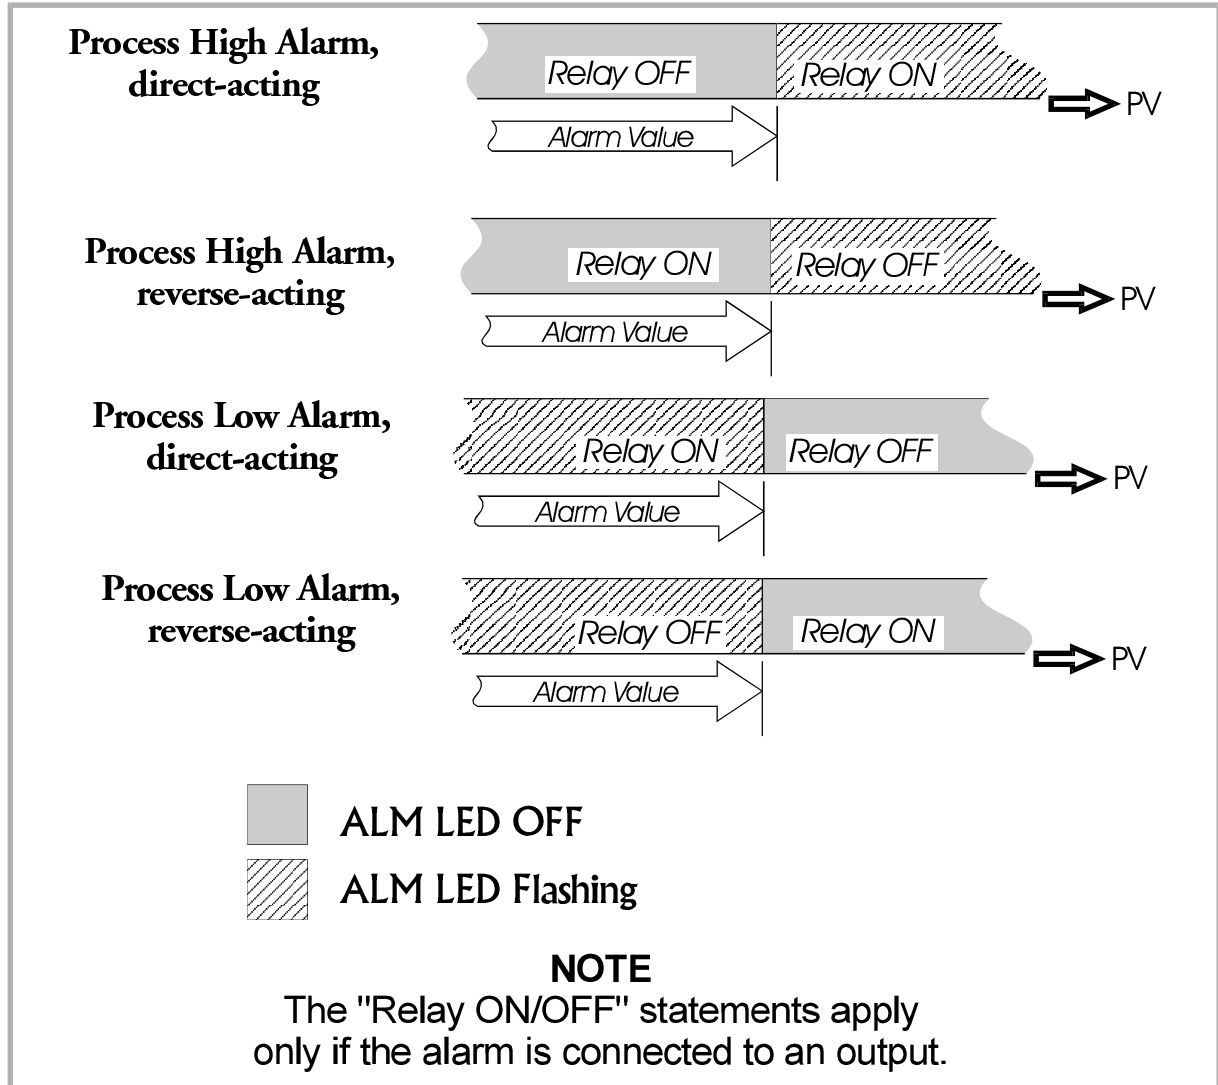 Process High Alarm,
direct-acting
Relay OFF
Relay ON
PV
Alarm Value
Process High Alarm,
reverse-acting
Relay ON
Relay OFF
PV
Alarm Value
Process Low Alarm,
direct-acting
Relay ON
Relay OFF
PV
Alarm Value
Process Low Alarm,
reverse-acting
Relay OFF
Relay ON
PV
Alarm Value
ALM LED OFF
ALM LED Flashing
NOTE
The "Relay ON/OFF" statements apply
only if the alarm is connected to an output.